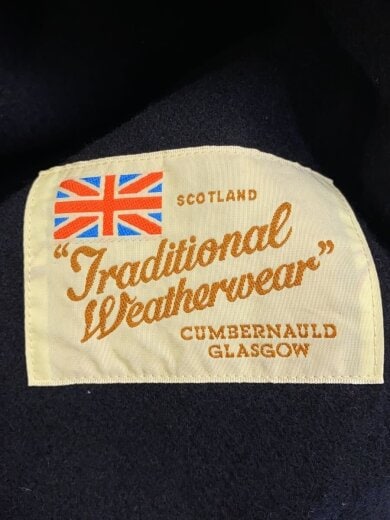 SCOTLAND
"Traditional
Weatherwear"
CUMBERNAULD
GLASGOW